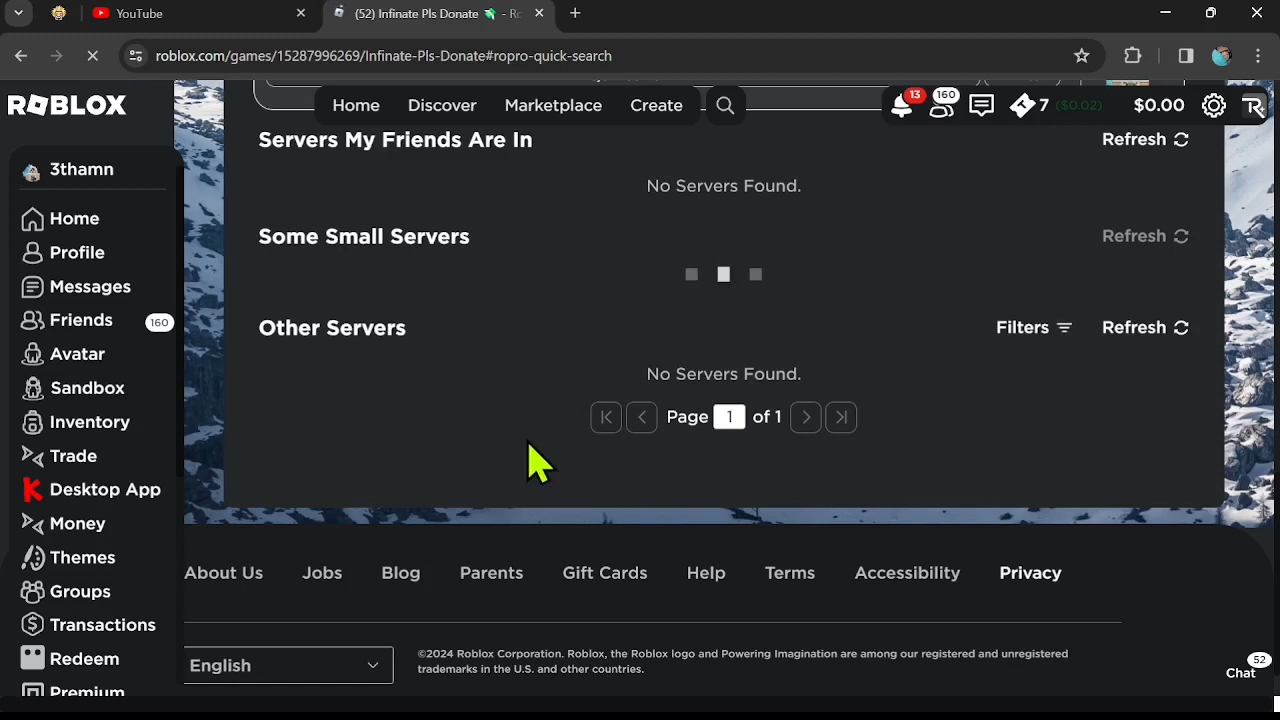 YouTube
(52) Infinate Pls Donate 💸 - Ro
roblox.com/games/15287996269/Infinate-Pls-Donate#ropro-quick-search
ROBLOX
Home
Discover
Marketplace
Create
13
160
7 ($0.02)
$0.00
3thamn
Home
Profile
Messages
Friends 160
Avatar
Sandbox
Inventory
Trade
Desktop App
Money
Themes
Groups
Transactions
Redeem
Premium
Servers My Friends Are In
Refresh
No Servers Found.
Some Small Servers
Refresh
Other Servers
Filters
Refresh
No Servers Found.
Page 1 of 1
About Us
Jobs
Blog
Parents
Gift Cards
Help
Terms
Accessibility
Privacy
English
©2024 Roblox Corporation. Roblox, the Roblox logo and Powering Imagination are among our registered and unregistered
trademarks in the U.S. and other countries.
52
Chat